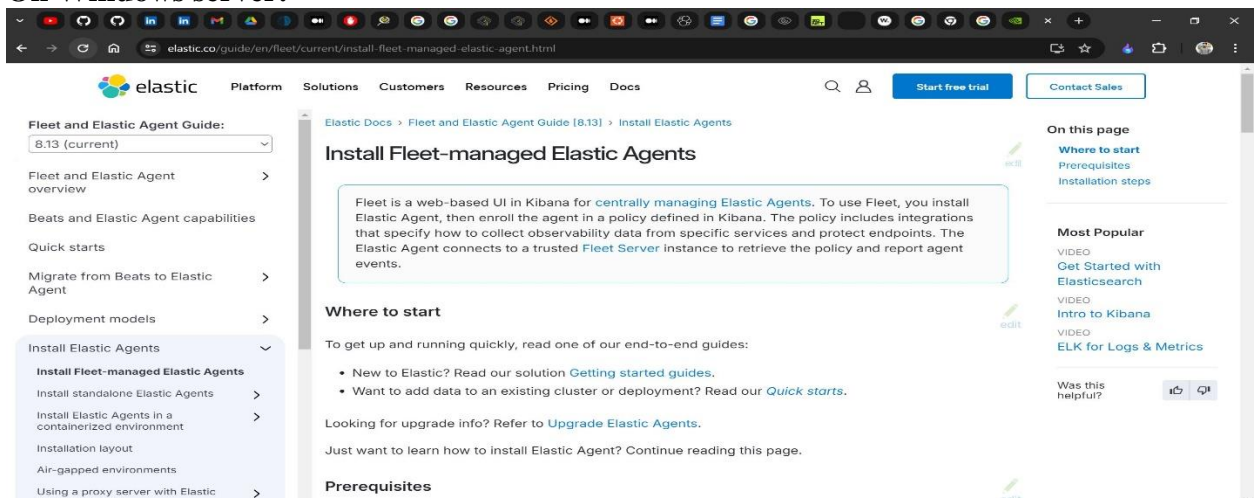 On Windows server:
elastic.co/guide/en/fleet/current/install-fleet-managed-elastic-agent.html
elastic Platform Solutions Customers Resources Pricing Docs Start free trial Contact Sales
Fleet and Elastic Agent Guide:
8.13 (current)
Fleet and Elastic Agent
overview
Beats and Elastic Agent capabilities
Quick starts
Migrate from Beats to Elastic
Agent
Deployment models
Install Elastic Agents
Install Fleet-managed Elastic Agents
Install standalone Elastic Agents
Install Elastic Agents in a
containerized environment
Installation layout
Air-gapped environments
Using a proxy server with Elastic
Elastic Docs › Fleet and Elastic Agent Guide [8.13] › Install Elastic Agents
Install Fleet-managed Elastic Agents
edit
Fleet is a web-based UI in Kibana for centrally managing Elastic Agents. To use Fleet, you install
Elastic Agent, then enroll the agent in a policy defined in Kibana. The policy includes integrations
that specify how to collect observability data from specific services and protect endpoints. The
Elastic Agent connects to a trusted Fleet Server instance to retrieve the policy and report agent
events.
Where to start
edit
To get up and running quickly, read one of our end-to-end guides:
• New to Elastic? Read our solution Getting started guides.
• Want to add data to an existing cluster or deployment? Read our Quick starts.
Looking for upgrade info? Refer to Upgrade Elastic Agents.
Just want to learn how to install Elastic Agent? Continue reading this page.
Prerequisites
On this page
Where to start
Prerequisites
Installation steps
Most Popular
VIDEO
Get Started with
Elasticsearch
VIDEO
Intro to Kibana
VIDEO
ELK for Logs & Metrics
Was this
helpful?